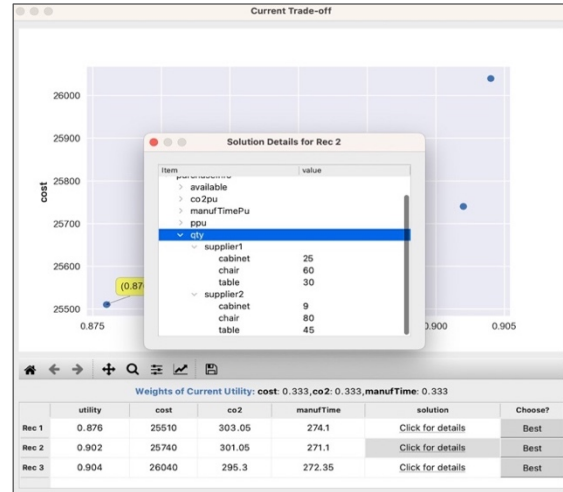 Current Trade-off
26000
25900
25800
25700
25600
25500
cost
(0.87
0.875
0.900
0.905
Solution Details for Rec 2
Item value
available
co2pu
manufTimePu
ppu
qty
supplier1
cabinet 25
chair 60
table 30
supplier2
cabinet 9
chair 80
table 45
Weights of Current Utility: cost: 0.333,co2: 0.333,manufTime: 0.333
utility cost co2 manufTime solution Choose?
Rec 1 0.876 25510 303.05 274.1 Click for details Best
Rec 2 0.902 25740 301.05 271.1 Click for details Best
Rec 3 0.904 26040 295.3 272.35 Click for details Best